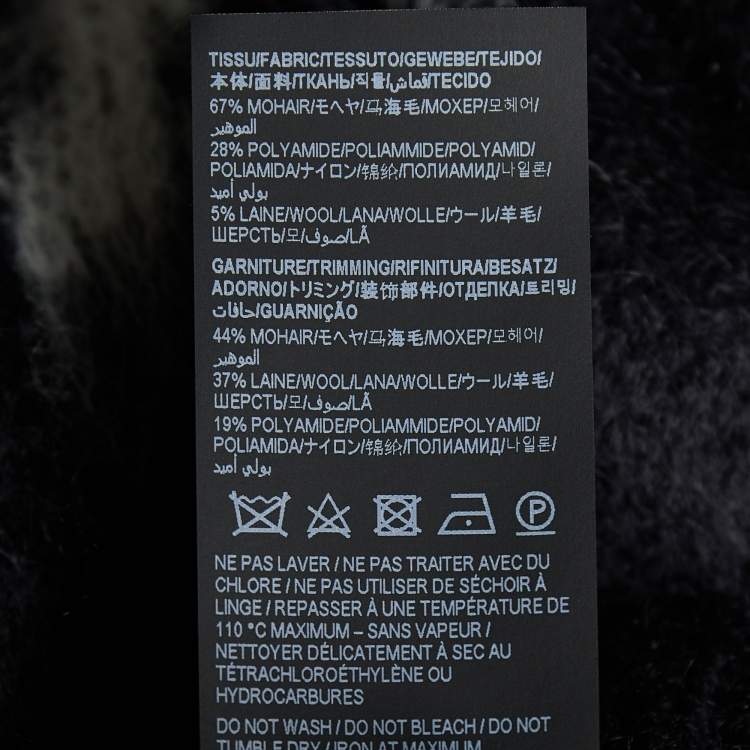 TISSU/FABRIC/TESSUTO/GEWEBE/TEJIDO/
本体/面料/ТКАНЬ/직물/قماش/TECIDO
67% MOHAIR/モヘヤ/马海毛/МОХЕР/모헤어/
الموهير
28% POLYAMIDE/POLIAMMIDE/POLYAMID/
POLIAMIDA/ナイロン/锦纶/ПОЛИАМИД/나일론/
بولي أميد
5% LAINE/WOOL/LANA/WOLLE/ウール/羊毛/
ШЕРСТЬ/모/صوف/LÃ
GARNITURE/TRIMMING/RIFINITURA/BESATZ/
ADORNO/トリミング/装饰部件/ОТДЕПКА/트리밍/
حافات/GUARNIÇÃO
44% MOHAIR/モヘヤ/马海毛/МОХЕР/모헤어/
الموهير
37% LAINE/WOOL/LANA/WOLLE/ウール/羊毛/
ШЕРСТЬ/모/صوف/LÃ
19% POLYAMIDE/POLIAMMIDE/POLYAMID/
POLIAMIDA/ナイロン/锦纶/ПОЛИАМИД/나일론/
بولي أميد
P
NE PAS LAVER / NE PAS TRAITER AVEC DU
CHLORE / NE PAS UTILISER DE SÉCHOIR À
LINGE / REPASSER À UNE TEMPÉRATURE DE
110 °C MAXIMUM – SANS VAPEUR /
NETTOYER DÉLICATEMENT À SEC AU
TÉTRACHLOROÉTHYLÈNE OU
HYDROCARBURES
DO NOT WASH / DO NOT BLEACH / DO NOT
TUMBLE DRY / IRON AT MAXIMUM